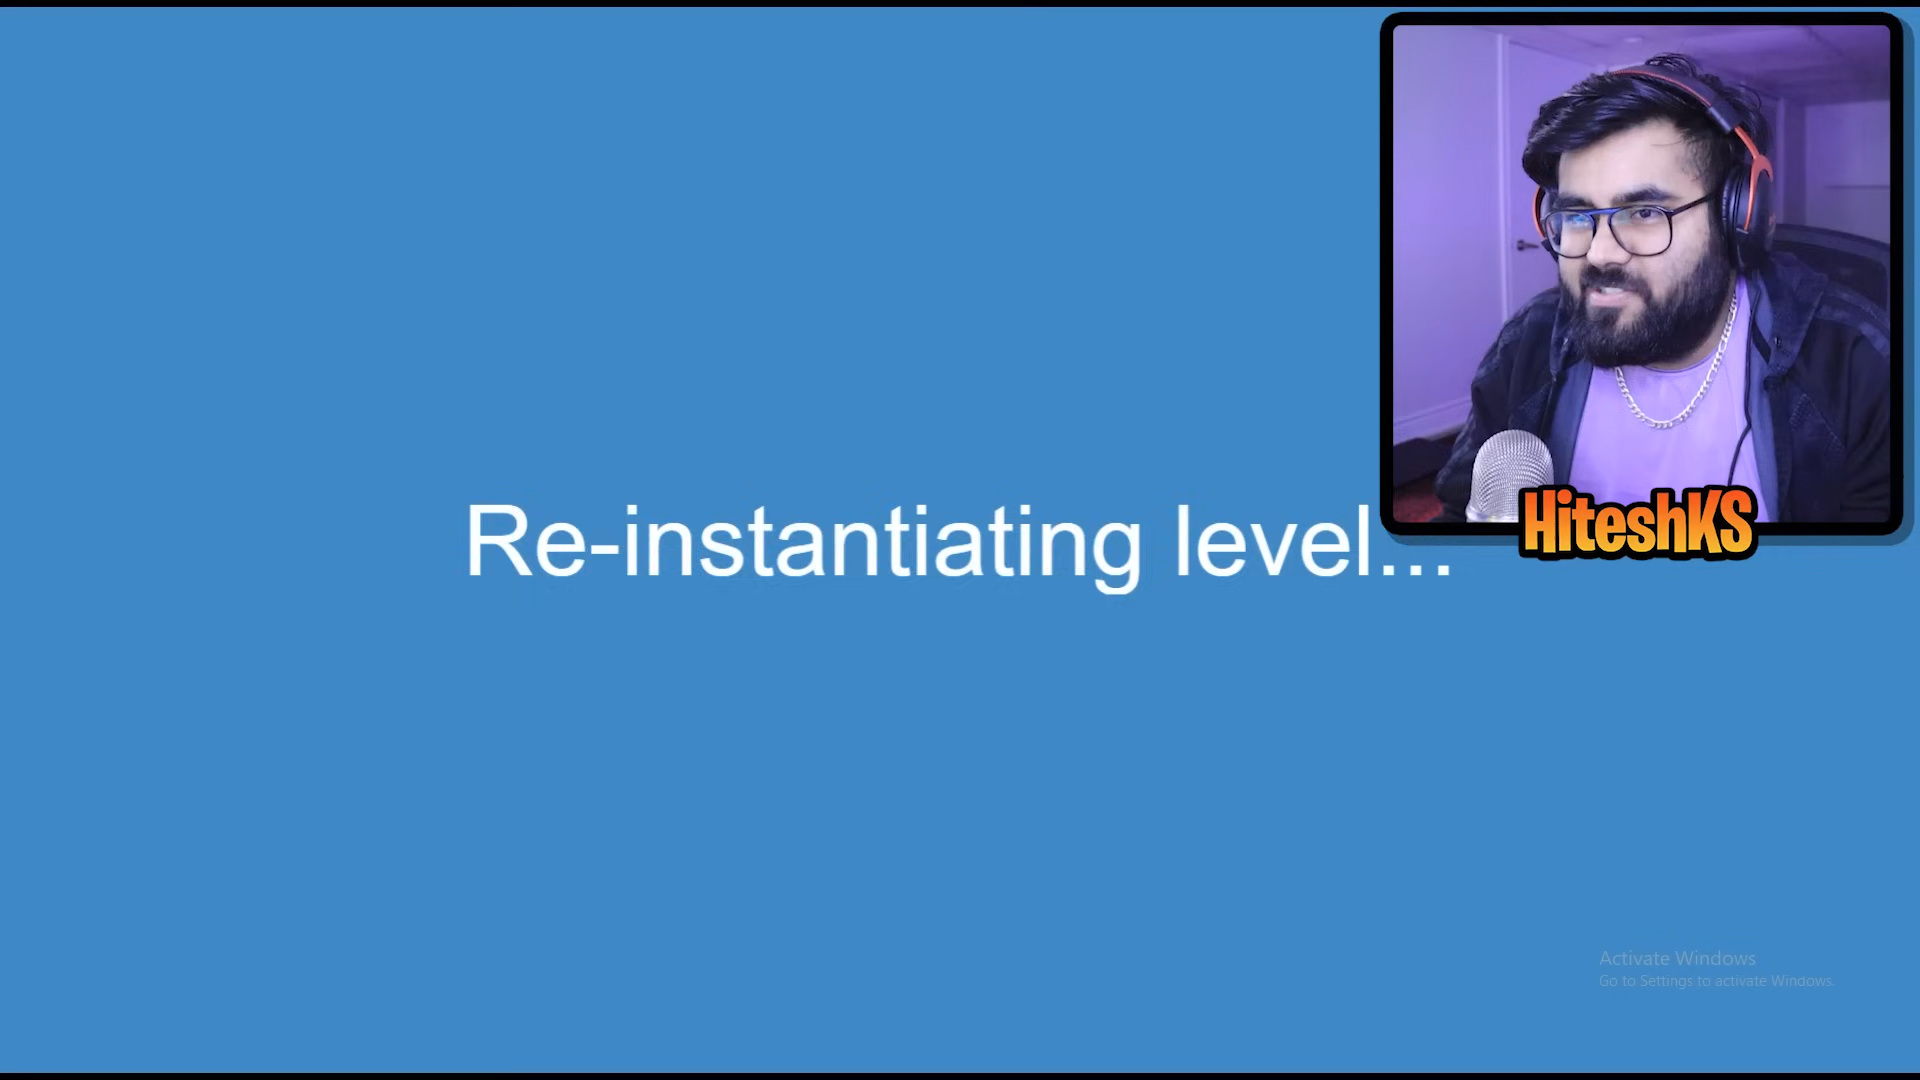 HiteshKS
Re-instantiating level...
Activate Windows
Go to Settings to activate Windows.